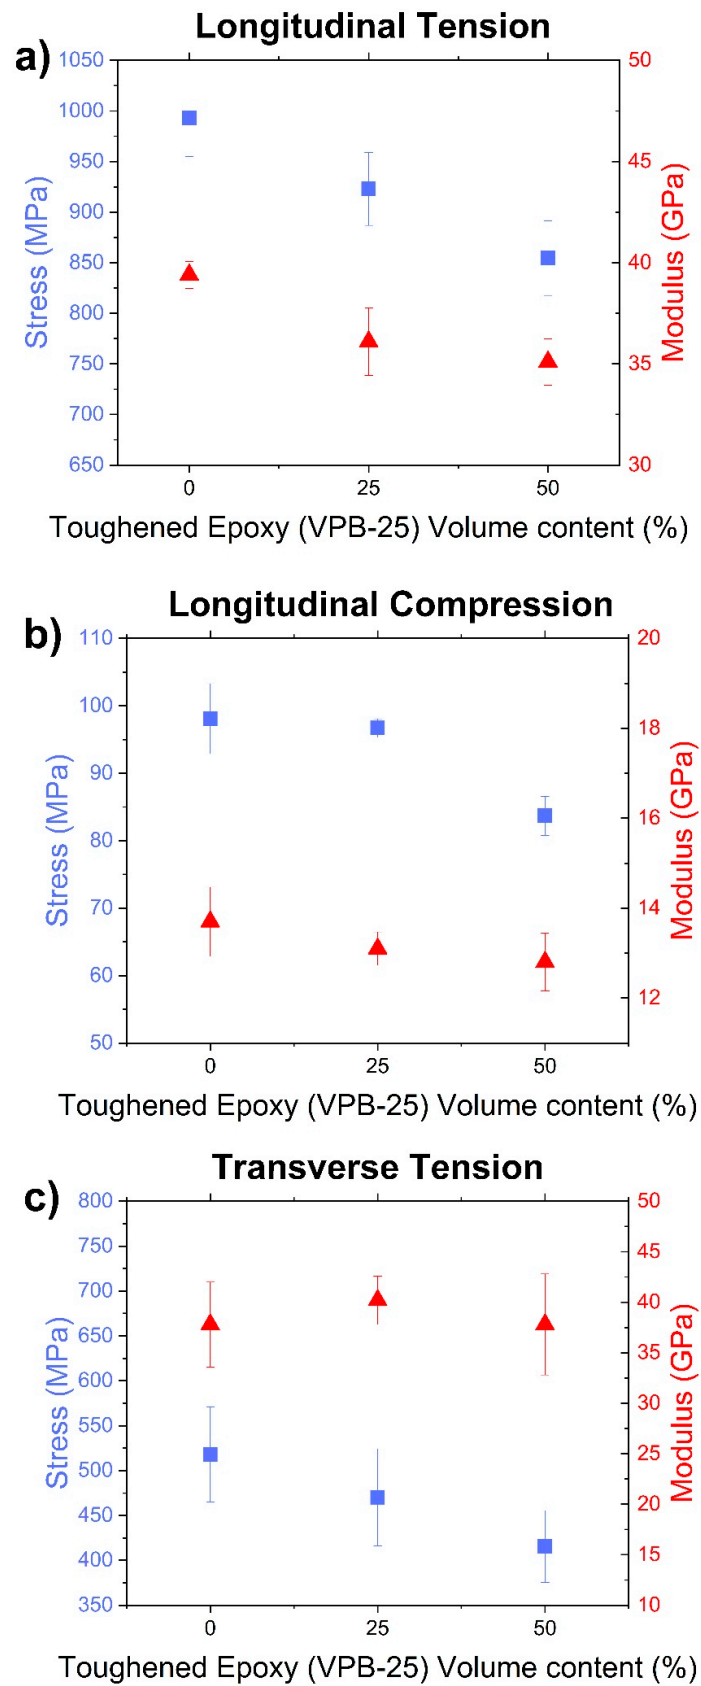 Longitudinal Tension
a)
1050
1000
950
900
850
800
750
700
650
Stress (MPa)
50
45
40
35
30
Modulus (GPa)
0 25 50
Toughened Epoxy (VPB-25) Volume content (%)
Longitudinal Compression
b)
110
100
90
80
70
60
50
Stress (MPa)
20
18
16
14
12
Modulus (GPa)
0 25 50
Toughened Epoxy (VPB-25) Volume content (%)
Transverse Tension
c)
800
750
700
650
600
550
500
450
400
350
Stress (MPa)
50
45
40
35
30
25
20
15
10
Modulus (GPa)
0 25 50
Toughened Epoxy (VPB-25) Volume content (%)